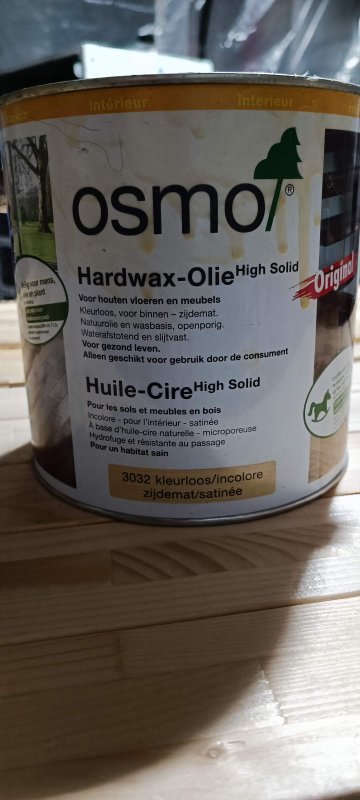 intérieur
interieur
osmo®
Hardwax-Olie High Solid
Original
Voor houten vloeren en meubels
Kleurloos, voor binnen – zijdemat.
Natuurolie en wasbasis, openporig.
Waterafstotend en slijtvast.
Voor gezond leven.
Alleen geschikt voor gebruik door de consument
Huile-Cire High Solid
Pour les sols et meubles en bois
Incolore - pour l'intérieur - satinée
À base d'huile-cire naturelle - microporeuse
Hydrofuge et résistante au passage
Pour un habitat sain
3032 kleurloos/incolore
zijdemat/satinée